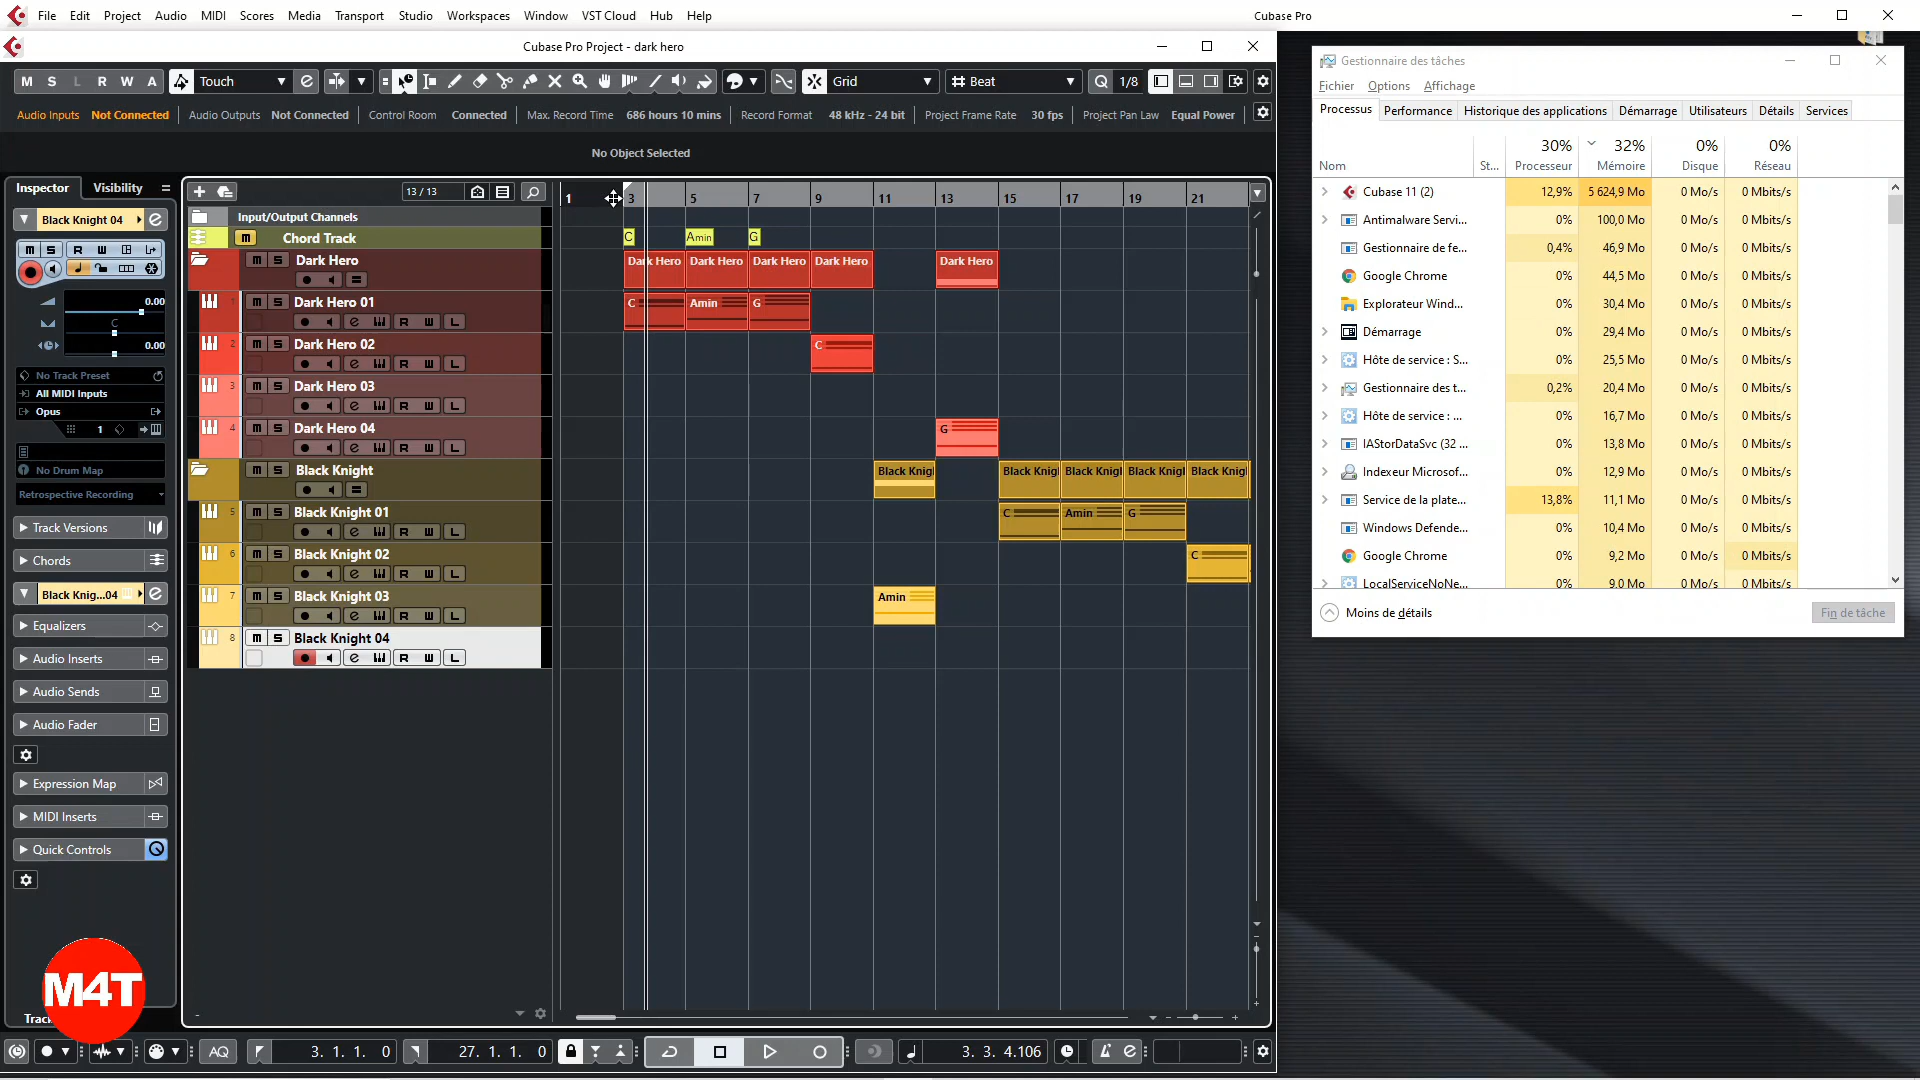 File Edit Project Audio MIDI Scores Media Transport Studio Workspaces Window VST Cloud Hub Help
Cubase Pro
Cubase Pro Project - dark hero
M S L R W A
Touch
Grid
Beat
1/8
Audio Inputs Not Connected Audio Outputs Not Connected Control Room Connected Max. Record Time 686 hours 10 mins Record Format 48 kHz - 24 bit Project Frame Rate 30 fps Project Pan Law Equal Power
No Object Selected
Inspector Visibility
Black Knight 04
0.00
C
0.00
No Track Preset
All MIDI Inputs
Opus
1
No Drum Map
Retrospective Recording
Track Versions
Chords
Black Knig...04
Equalizers
Audio Inserts
Audio Sends
Audio Fader
Expression Map
MIDI Inserts
Quick Controls
M4T
13 / 13
1 3 5 7 9 11 13 15 17 19 21
Input/Output Channels
Chord Track
C Amin G
Dark Hero
Dark Hero Dark Hero Dark Hero Dark Hero Dark Hero
1 Dark Hero 01
C Amin G
2 Dark Hero 02
C
3 Dark Hero 03
4 Dark Hero 04
G
Black Knight
Black Knig Black Knig Black Knig Black Knig Black Knig
5 Black Knight 01
C Amin G
6 Black Knight 02
C
7 Black Knight 03
Amin
8 Black Knight 04
AQ
3. 1. 1. 0
27. 1. 1. 0
3. 3. 4.106
Gestionnaire des tâches
Fichier Options Affichage
Processus Performance Historique des applications Démarrage Utilisateurs Détails Services
30% 32% 0% 0%
Nom St... Processeur Mémoire Disque Réseau
Cubase 11 (2) 12,9% 5 624,9 Mo 0 Mo/s 0 Mbits/s
Antimalware Servi... 0% 100,0 Mo 0 Mo/s 0 Mbits/s
Gestionnaire de fe... 0,4% 46,9 Mo 0 Mo/s 0 Mbits/s
Google Chrome 0% 44,5 Mo 0 Mo/s 0 Mbits/s
Explorateur Wind... 0% 30,4 Mo 0 Mo/s 0 Mbits/s
Démarrage 0% 29,4 Mo 0 Mo/s 0 Mbits/s
Hôte de service : S... 0% 25,5 Mo 0 Mo/s 0 Mbits/s
Gestionnaire des t... 0,2% 20,4 Mo 0 Mo/s 0 Mbits/s
Hôte de service : ... 0% 16,7 Mo 0 Mo/s 0 Mbits/s
IAStorDataSvc (32 ... 0% 13,8 Mo 0 Mo/s 0 Mbits/s
Indexeur Microsof... 0% 12,9 Mo 0 Mo/s 0 Mbits/s
Service de la plate... 13,8% 11,1 Mo 0 Mo/s 0 Mbits/s
Windows Defende... 0% 10,4 Mo 0 Mo/s 0 Mbits/s
Google Chrome 0% 9,2 Mo 0 Mo/s 0 Mbits/s
LocalServiceNoNe... 0% 9,0 Mo 0 Mo/s 0 Mbits/s
Moins de détails
Fin de tâche